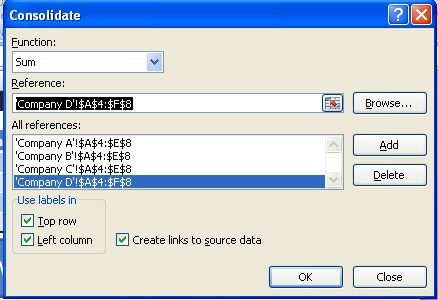 Consolidate
Function:
Sum
Reference:
'Company D'!$A$4:$F$8
Browse...
All references:
'Company A'!$A$4:$E$8
'Company B'!$A$4:$E$8
'Company C'!$A$4:$E$8
'Company D'!$A$4:$F$8
Add
Delete
Use labels in
Top row
Left column
Create links to source data
OK
Close